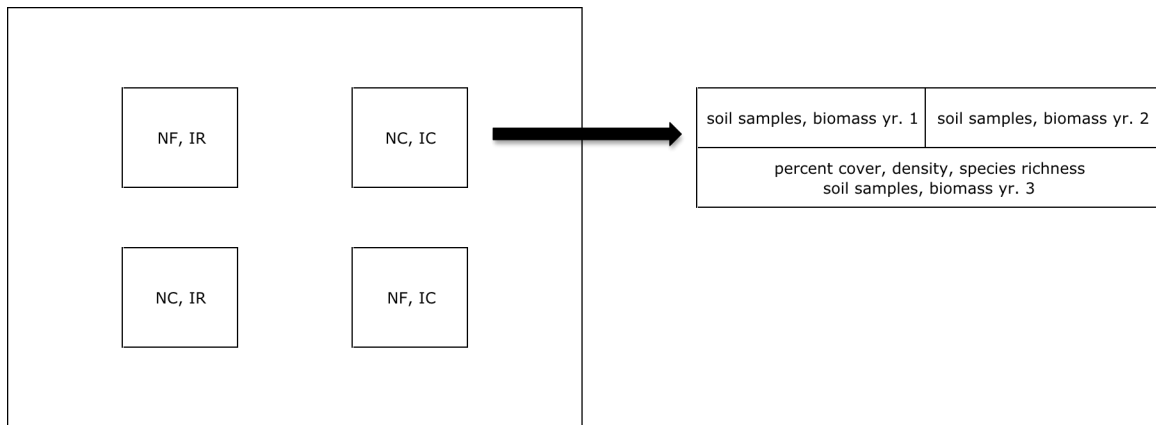 NF, IR
NC, IC
soil samples, biomass yr. 1
soil samples, biomass yr. 2
percent cover, density, species richness
soil samples, biomass yr. 3
NC, IR
NF, IC